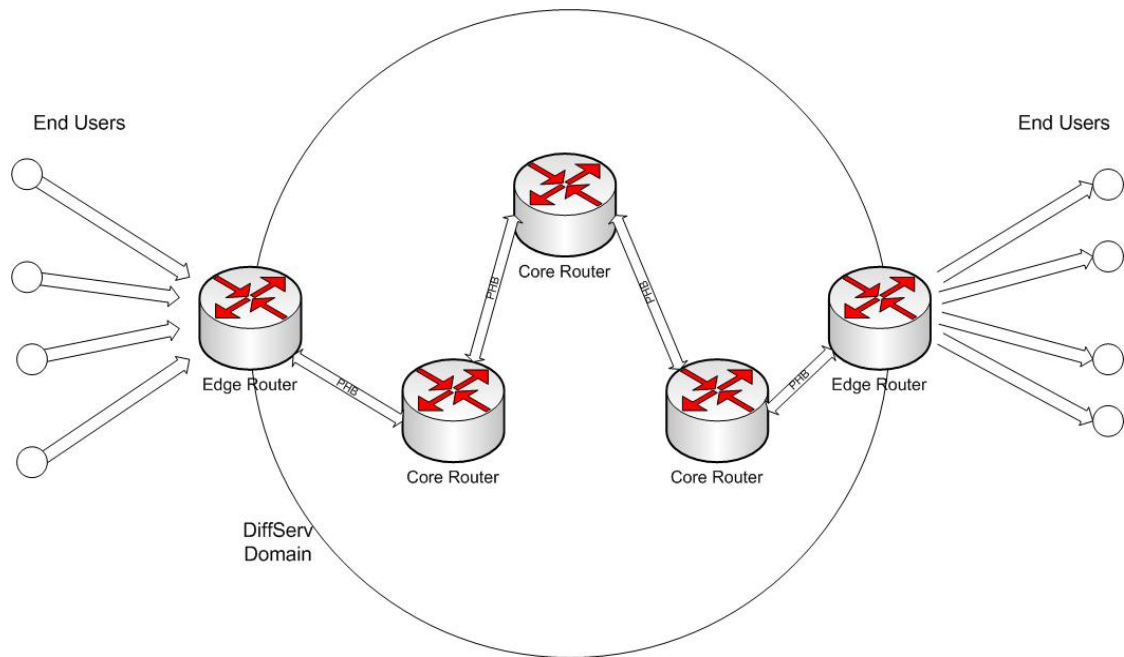 End Users
End Users
Core Router
PHB
PHB
Edge Router
Edge Router
PHB
PHB
Core Router
Core Router
DiffServ
Domain